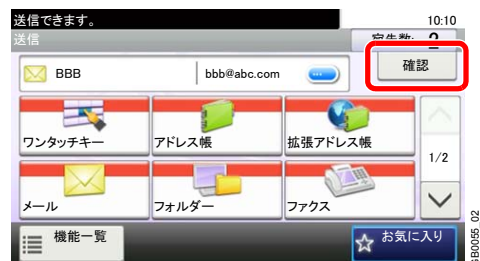 送信できます。 10:10
送信 宛先数: 2
確認
BBB bbb@abc.com
ワンタッチキー アドレス帳 拡張アドレス帳
1/2
メール フォルダー ファクス
機能一覧 お気に入り
GB0055_02